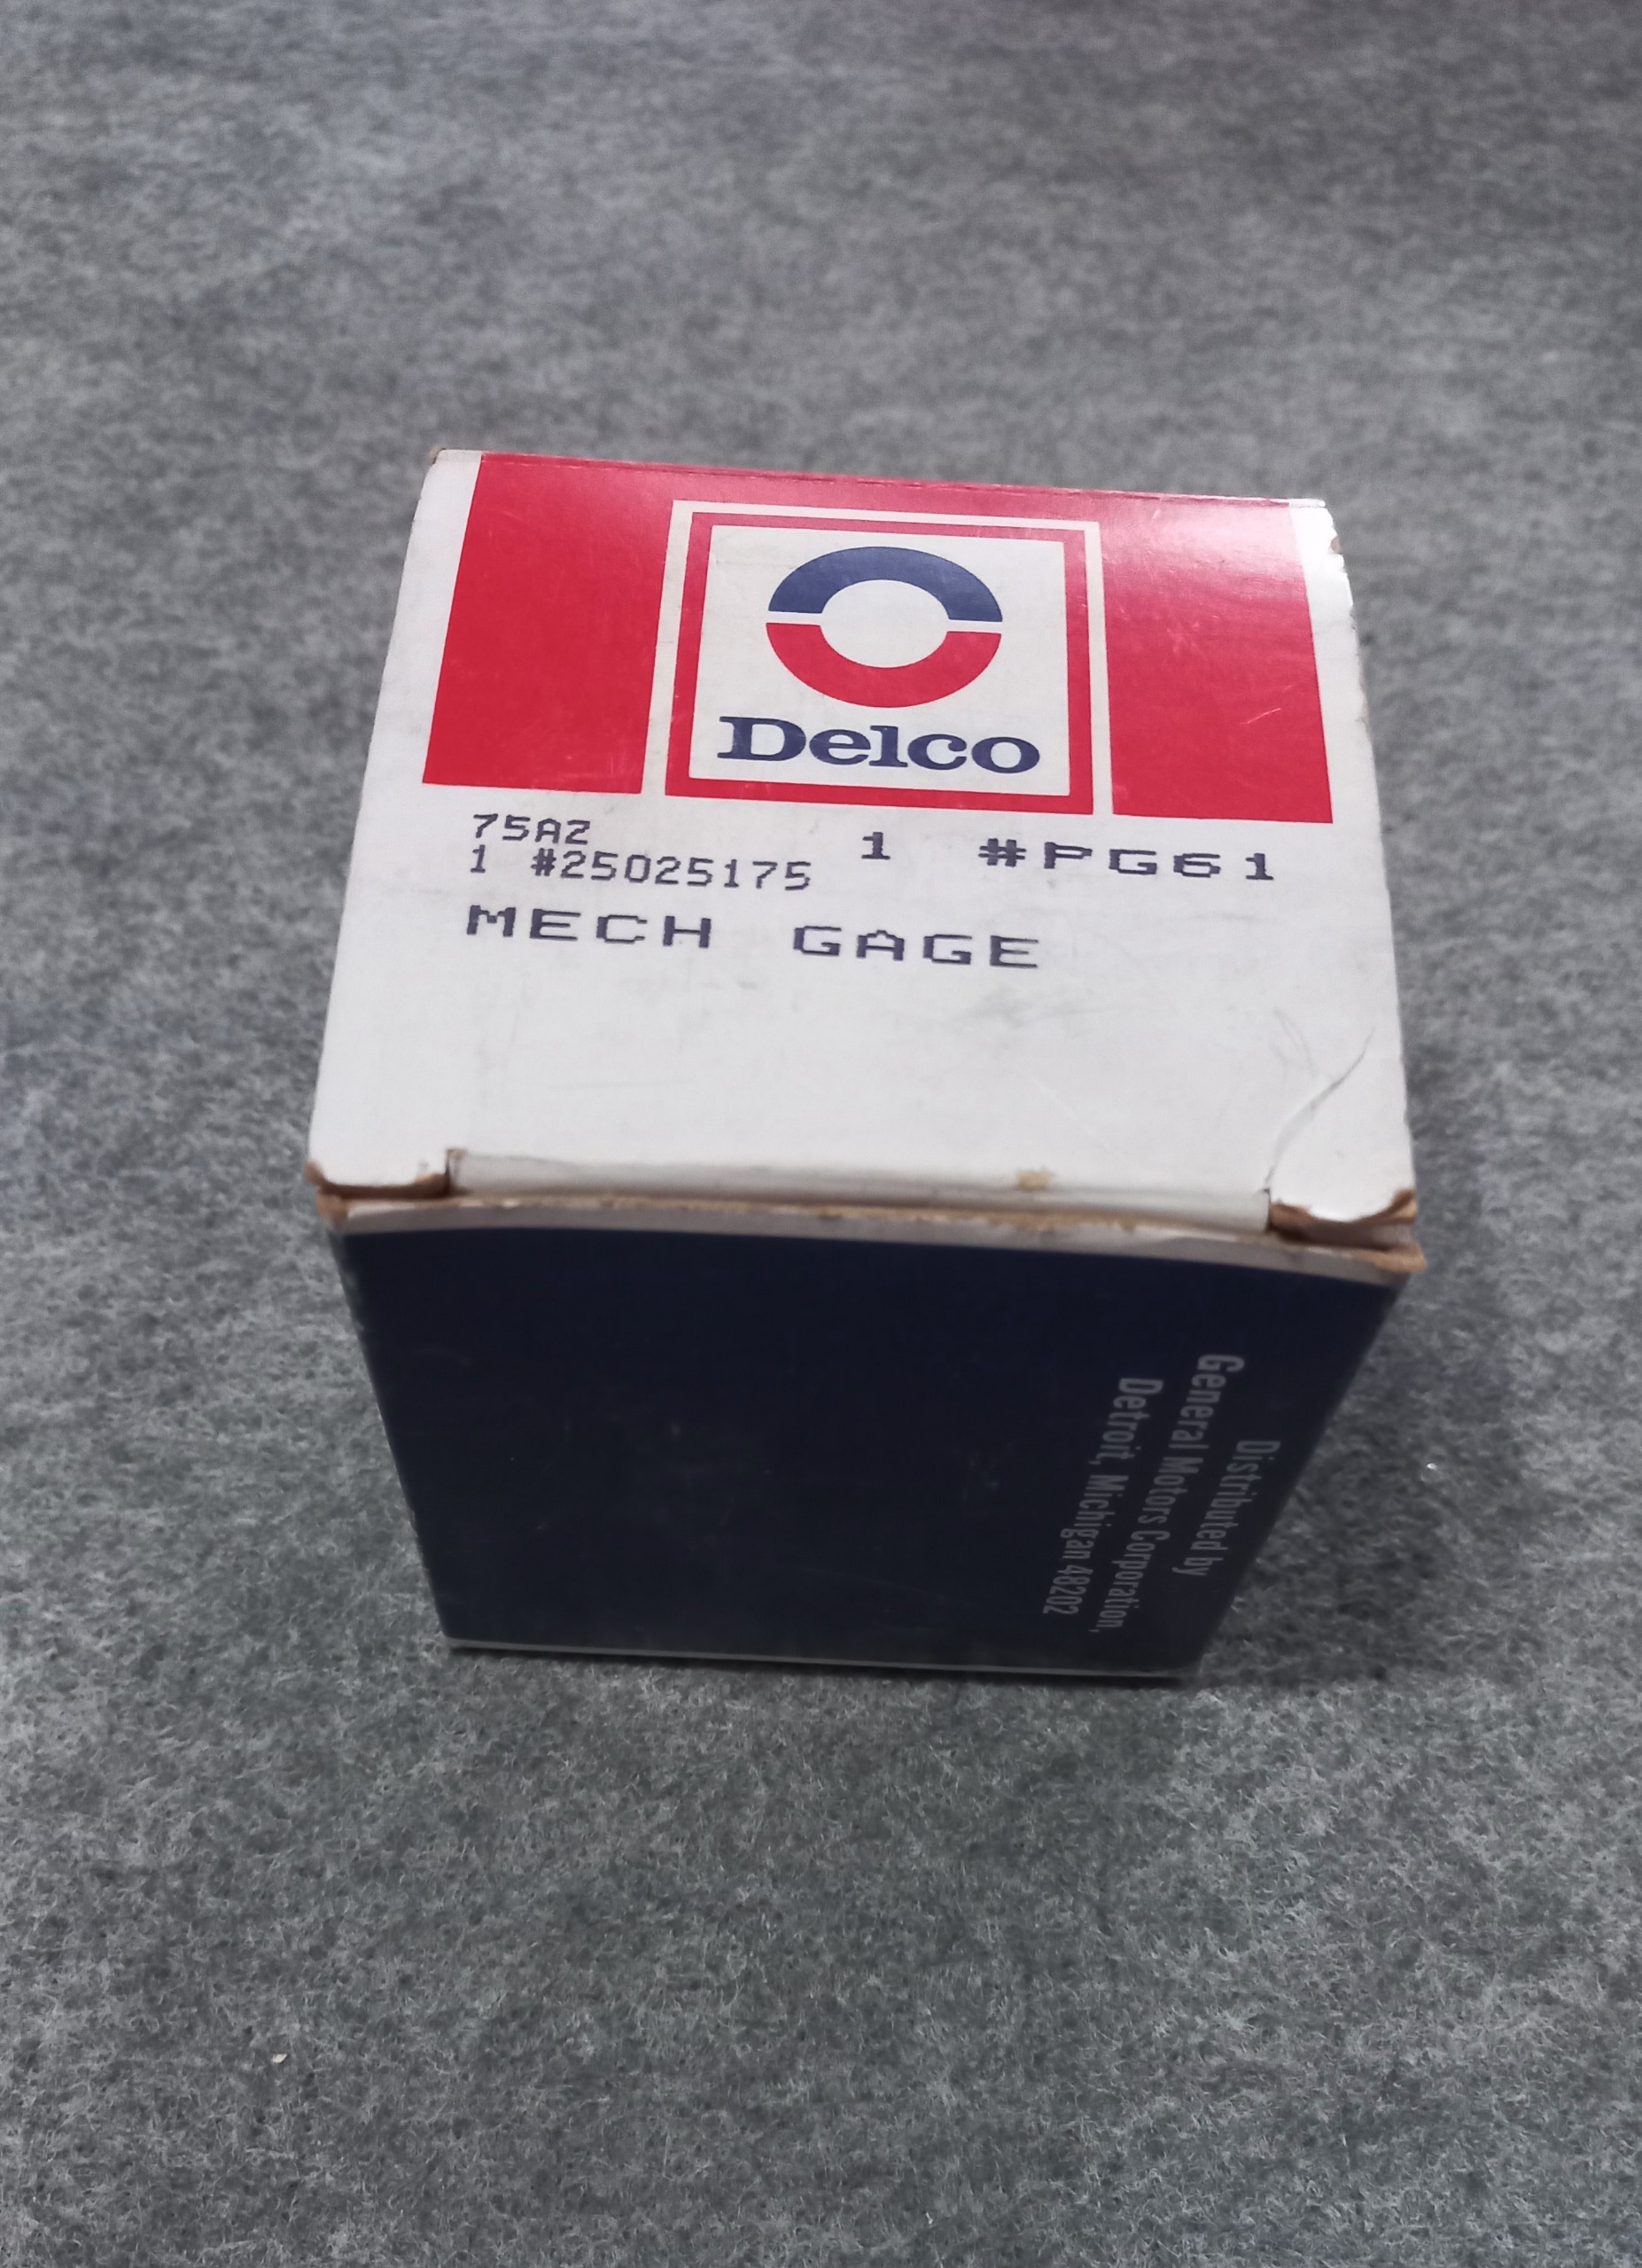 Delco
75AZ
1 #25025175
1 #PG61
MECH GAGE
Distributed by
General Motors Corporation,
Detroit, Michigan 48202